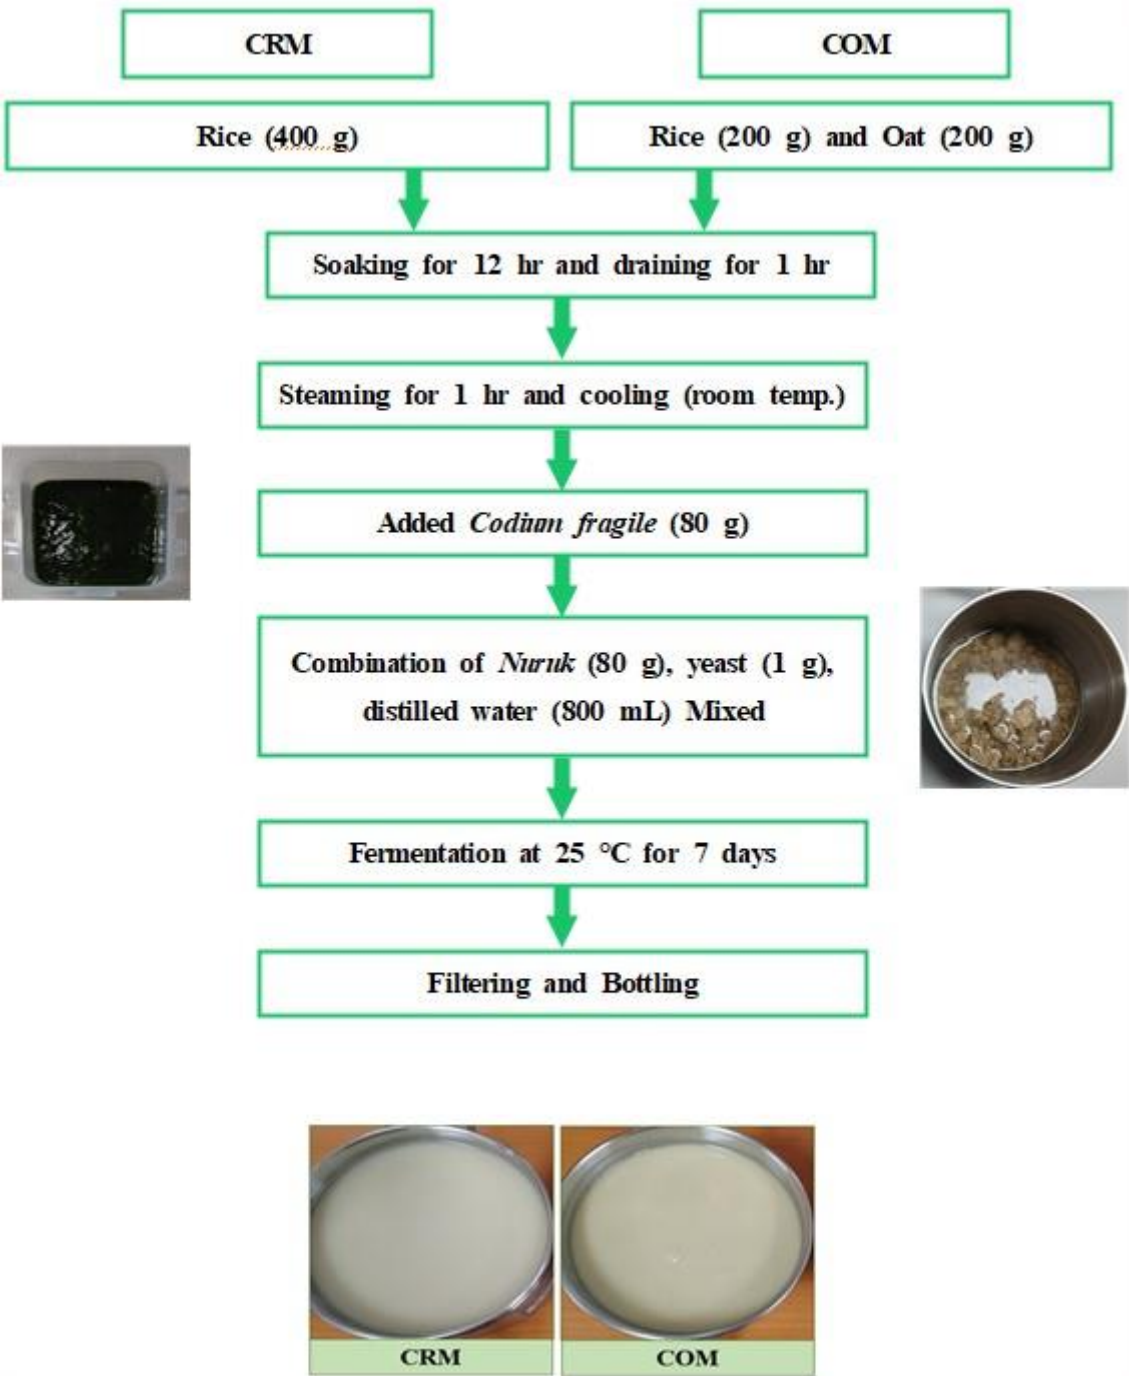 CRM
COM
Rice (400 g)
Rice (200 g) and Oat (200 g)
Soaking for 12 hr and draining for 1 hr
Steaming for 1 hr and cooling (room temp.)
Added Codium fragile (80 g)
Combination of Nuruk (80 g), yeast (1 g),
distilled water (800 mL) Mixed
Fermentation at 25 °C for 7 days
Filtering and Bottling
CRM
COM